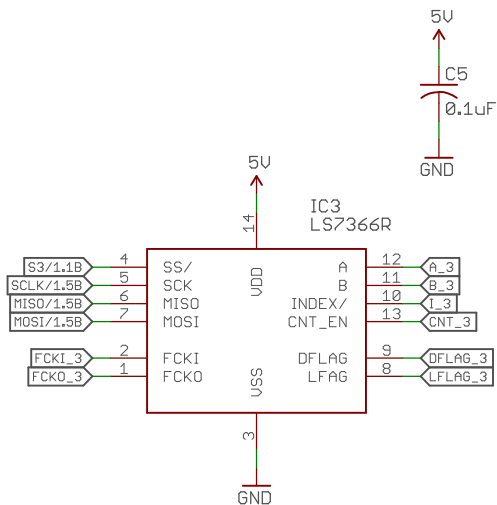 5V
C5
0.1uF
GND
5V
IC3
LS7366R
14
VDD
S3/1.1B 4 SS/ A 12 A_3
SCLK/1.5B 5 SCK B 11 B_3
MISO/1.5B 6 MISO INDEX/ 10 I_3
MOSI/1.5B 7 MOSI CNT_EN 13 CNT_3
FCKI_3 2 FCKI DFLAG 9 DFLAG_3
FCKO_3 1 FCKO LFAG 8 LFLAG_3
VSS
3
GND